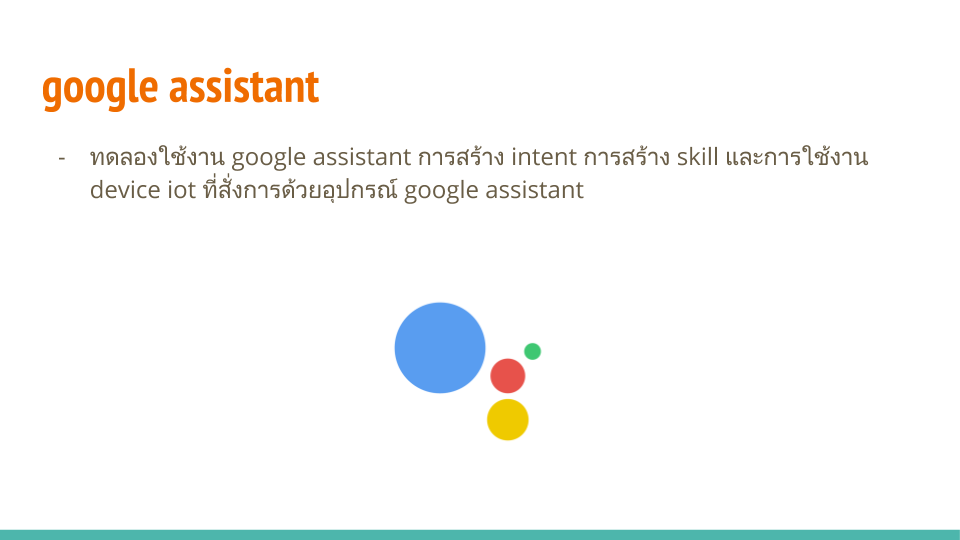 google assistant
- ทดลองใช้งาน google assistant การสร้าง intent การสร้าง skill และการใช้งาน
device iot ที่สั่งการด้วยอุปกรณ์ google assistant